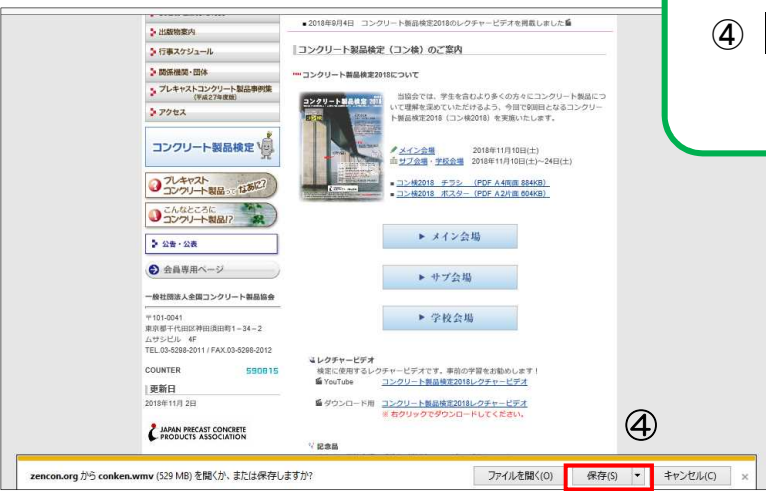 ④
■ 2018年9月4日　コンクリート製品検定2018のレクチャービデオを掲載しました
出版物案内
行事スケジュール
関係機関・団体
プレキャストコンクリート製品事例集
(平成27年度版)
アクセス
コンクリート製品検定
プレキャスト
コンクリート製品ってなあに?
こんなところに
コンクリート製品!?
公告・公表
会員専用ページ
一般社団法人全国コンクリート製品協会
〒101-0041
東京都千代田区神田須田町1－34－2
ムサシビル　4F
TEL.03-5298-2011 / FAX.03-5298-2012
COUNTER 590815
更新日
2018年11月 2日
JAPAN PRECAST CONCRETE
PRODUCTS ASSOCIATION
コンクリート製品検定（コン検）のご案内
コンクリート製品検定2018について
コンクリート製品検定 2018
当協会では、学生を含むより多くの方々にコンクリート製品につ
いて理解を深めていただけるよう、今回で9回目となるコンクリー
ト製品検定2018（コン検2018）を実施いたします。
メイン会場　2018年11月10日(土)
サブ会場・学校会場　2018年11月10日(土)~24日(土)
■ コン検2018　チラシ　(PDF A4両面 884KB)
■ コン検2018　ポスター　(PDF A2片面 604KB)
▶ メイン会場
▶ サブ会場
▶ 学校会場
レクチャービデオ
検定に使用するレクチャービデオです。事前の学習をお勧めします！
YouTube　コンクリート製品検定2018レクチャービデオ
ダウンロード用　コンクリート製品検定2018レクチャービデオ
※ 右クリックでダウンロードしてください。
記念品
④
zencon.org から conken.wmv (529 MB) を開くか、または保存しますか?
ファイルを開く(O)
保存(S)
キャンセル(C)
×